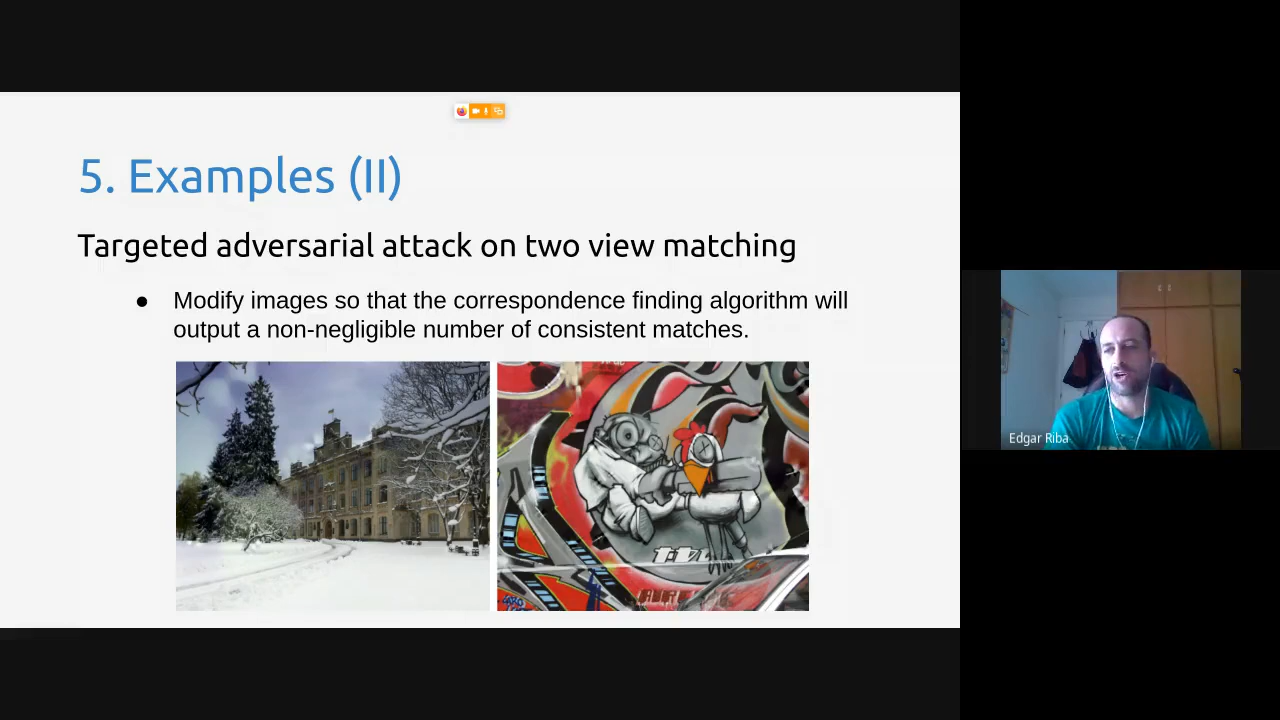 5. Examples (II)
Targeted adversarial attack on two view matching
● Modify images so that the correspondence finding algorithm will
output a non-negligible number of consistent matches.
Edgar Riba